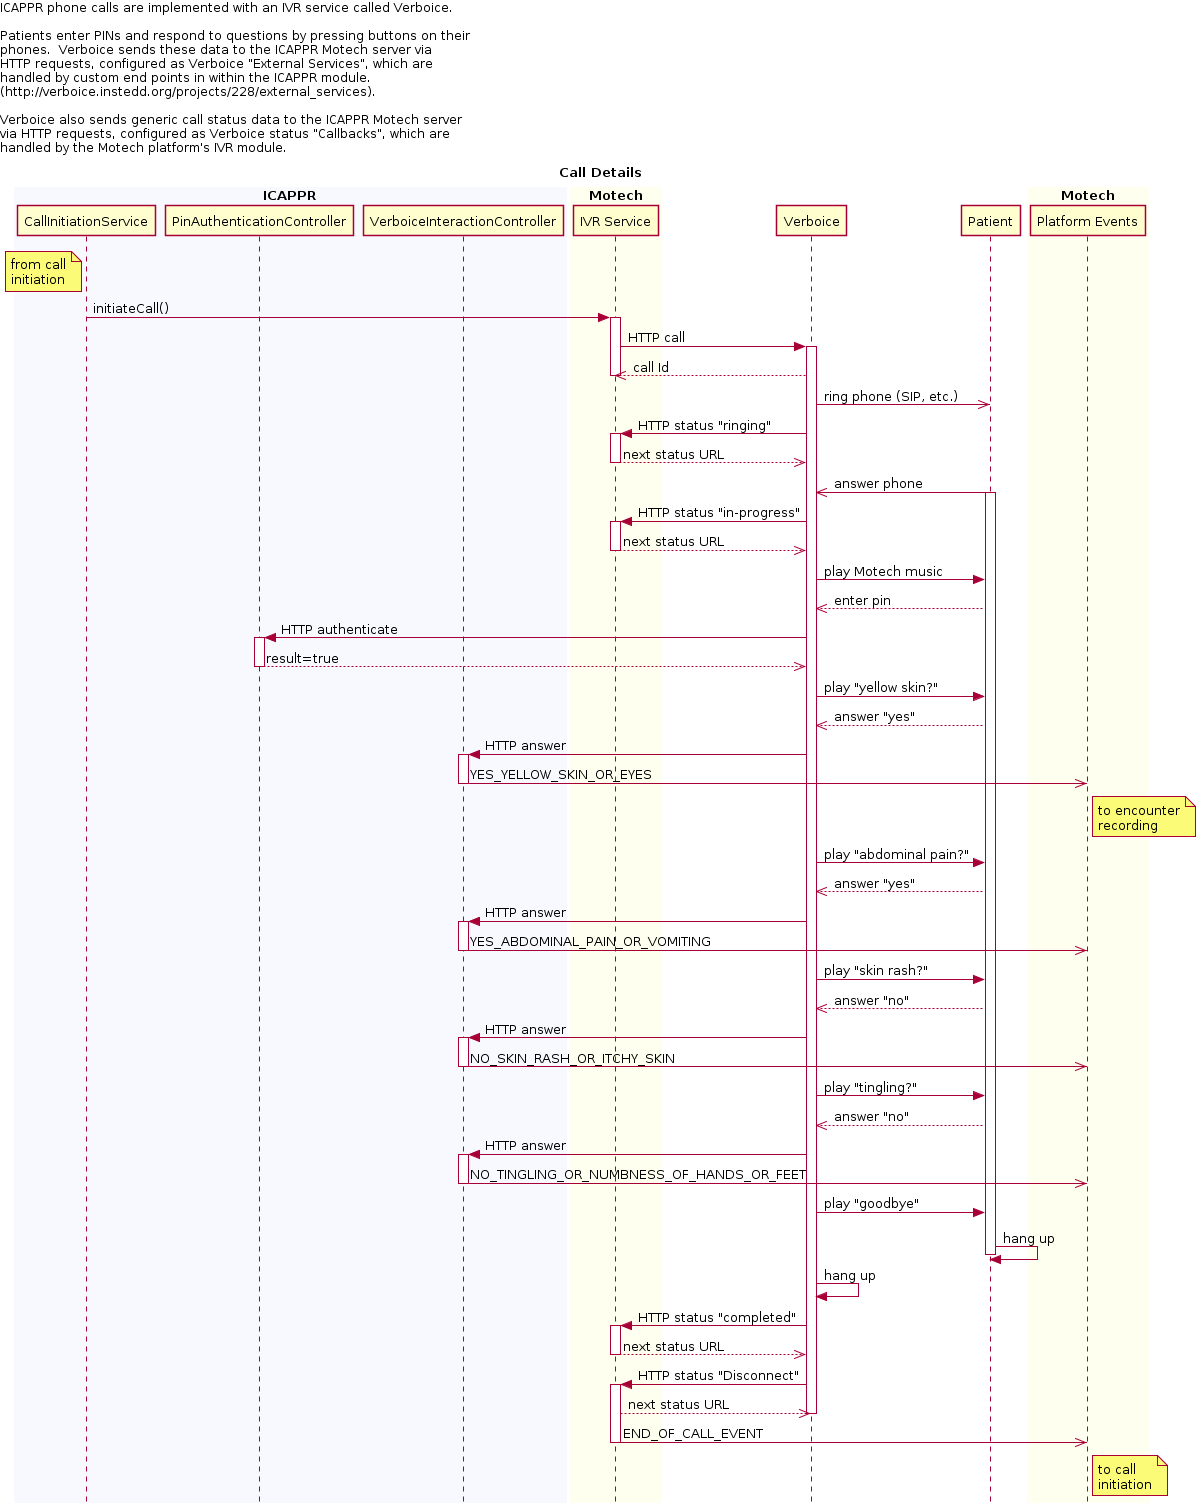 ICAPPR phone calls are implemented with an IVR service called Verboice.
Patients enter PINs and respond to questions by pressing buttons on their
phones.  Verboice sends these data to the ICAPPR Motech server via
HTTP requests, configured as Verboice "External Services", which are
handled by custom end points in within the ICAPPR module.
(http://verboice.instedd.org/projects/228/external_services).
Verboice also sends generic call status data to the ICAPPR Motech server
via HTTP requests, configured as Verboice status "Callbacks", which are
handled by the Motech platform's IVR module.
Call Details
ICAPPR
Motech
Motech
CallInitiationService
PinAuthenticationController
VerboiceInteractionController
IVR Service
Verboice
Patient
Platform Events
from call
initiation
initiateCall()
HTTP call
call Id
ring phone (SIP, etc.)
HTTP status "ringing"
next status URL
answer phone
HTTP status "in-progress"
next status URL
play Motech music
enter pin
HTTP authenticate
result=true
play "yellow skin?"
answer "yes"
HTTP answer
YES_YELLOW_SKIN_OR_EYES
to encounter
recording
play "abdominal pain?"
answer "yes"
HTTP answer
YES_ABDOMINAL_PAIN_OR_VOMITING
play "skin rash?"
answer "no"
HTTP answer
NO_SKIN_RASH_OR_ITCHY_SKIN
play "tingling?"
answer "no"
HTTP answer
NO_TINGLING_OR_NUMBNESS_OF_HANDS_OR_FEET
play "goodbye"
hang up
hang up
HTTP status "completed"
next status URL
HTTP status "Disconnect"
next status URL
END_OF_CALL_EVENT
to call
initiation